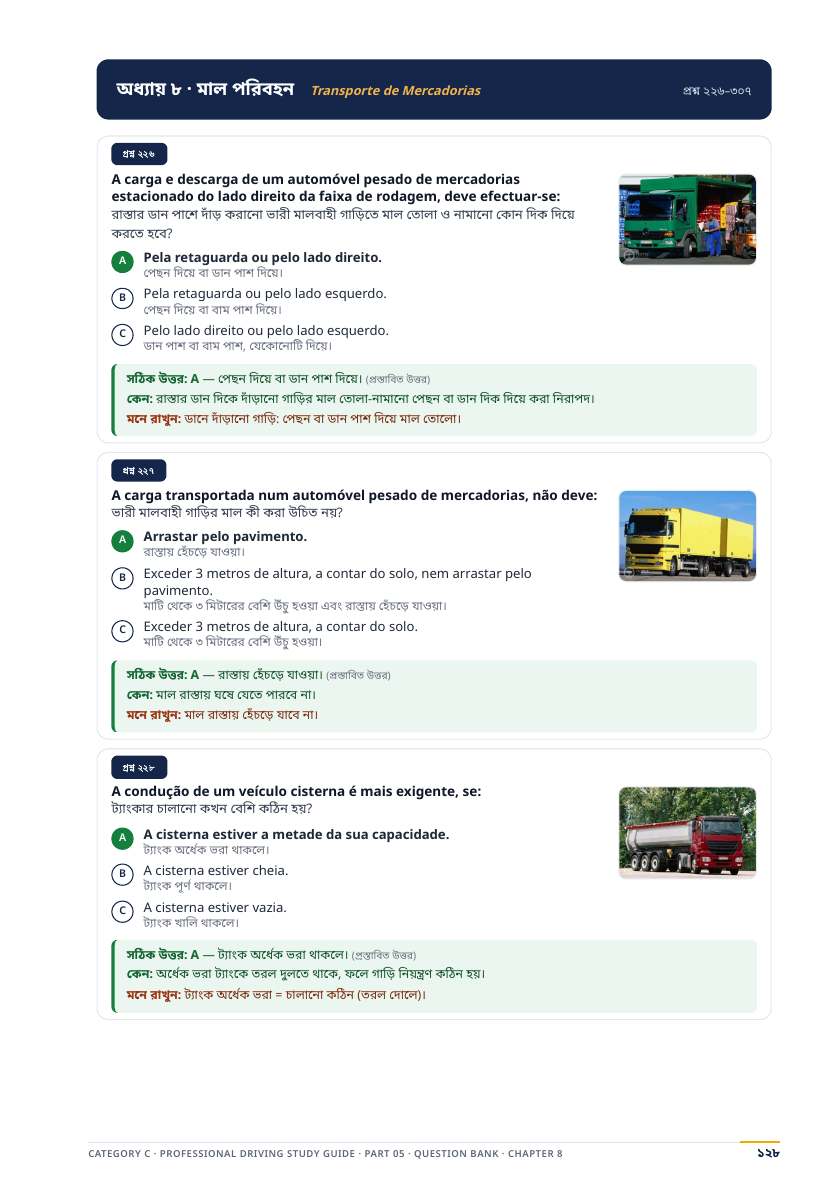 অধ্যায় ৮ · মাল পরিবহন Transporte de Mercadorias প্রশ্ন ২২৬–৩০৭
প্রশ্ন ২২৬
A carga e descarga de um automóvel pesado de mercadorias
estacionado do lado direito da faixa de rodagem, deve efectuar-se:
রাস্তার ডান পাশে দাঁড় করানো ভারী মালবাহী গাড়িতে মাল তোলা ও নামানো কোন দিক দিয়ে
করতে হবে?
A Pela retaguarda ou pelo lado direito.
পেছন দিয়ে বা ডান পাশ দিয়ে।
B Pela retaguarda ou pelo lado esquerdo.
পেছন দিয়ে বা বাম পাশ দিয়ে।
C Pelo lado direito ou pelo lado esquerdo.
ডান পাশ বা বাম পাশ, যেকোনোটি দিয়ে।
সঠিক উত্তর: A — পেছন দিয়ে বা ডান পাশ দিয়ে। (প্রস্তাবিত উত্তর)
কেন: রাস্তার ডান দিকে দাঁড়ানো গাড়ির মাল তোলা-নামানো পেছন বা ডান দিক দিয়ে করা নিরাপদ।
মনে রাখুন: ডানে দাঁড়ানো গাড়ি: পেছন বা ডান পাশ দিয়ে মাল তোলো।
প্রশ্ন ২২৭
A carga transportada num automóvel pesado de mercadorias, não deve:
ভারী মালবাহী গাড়ির মাল কী করা উচিত নয়?
A Arrastar pelo pavimento.
রাস্তায় হেঁচড়ে যাওয়া।
B Exceder 3 metros de altura, a contar do solo, nem arrastar pelo
pavimento.
মাটি থেকে ৩ মিটারের বেশি উঁচু হওয়া এবং রাস্তায় হেঁচড়ে যাওয়া।
C Exceder 3 metros de altura, a contar do solo.
মাটি থেকে ৩ মিটারের বেশি উঁচু হওয়া।
সঠিক উত্তর: A — রাস্তায় হেঁচড়ে যাওয়া। (প্রস্তাবিত উত্তর)
কেন: মাল রাস্তায় ঘষে যেতে পারবে না।
মনে রাখুন: মাল রাস্তায় হেঁচড়ে যাবে না।
প্রশ্ন ২২৮
A condução de um veículo cisterna é mais exigente, se:
ট্যাংকার চালানো কখন বেশি কঠিন হয়?
A A cisterna estiver a metade da sua capacidade.
ট্যাংক অর্ধেক ভরা থাকলে।
B A cisterna estiver cheia.
ট্যাংক পূর্ণ থাকলে।
C A cisterna estiver vazia.
ট্যাংক খালি থাকলে।
সঠিক উত্তর: A — ট্যাংক অর্ধেক ভরা থাকলে। (প্রস্তাবিত উত্তর)
কেন: অর্ধেক ভরা ট্যাংকে তরল দুলতে থাকে, ফলে গাড়ি নিয়ন্ত্রণ কঠিন হয়।
মনে রাখুন: ট্যাংক অর্ধেক ভরা = চালানো কঠিন (তরল দোলে)।
CATEGORY C · PROFESSIONAL DRIVING STUDY GUIDE · PART 05 · QUESTION BANK · CHAPTER 8 ১২৮